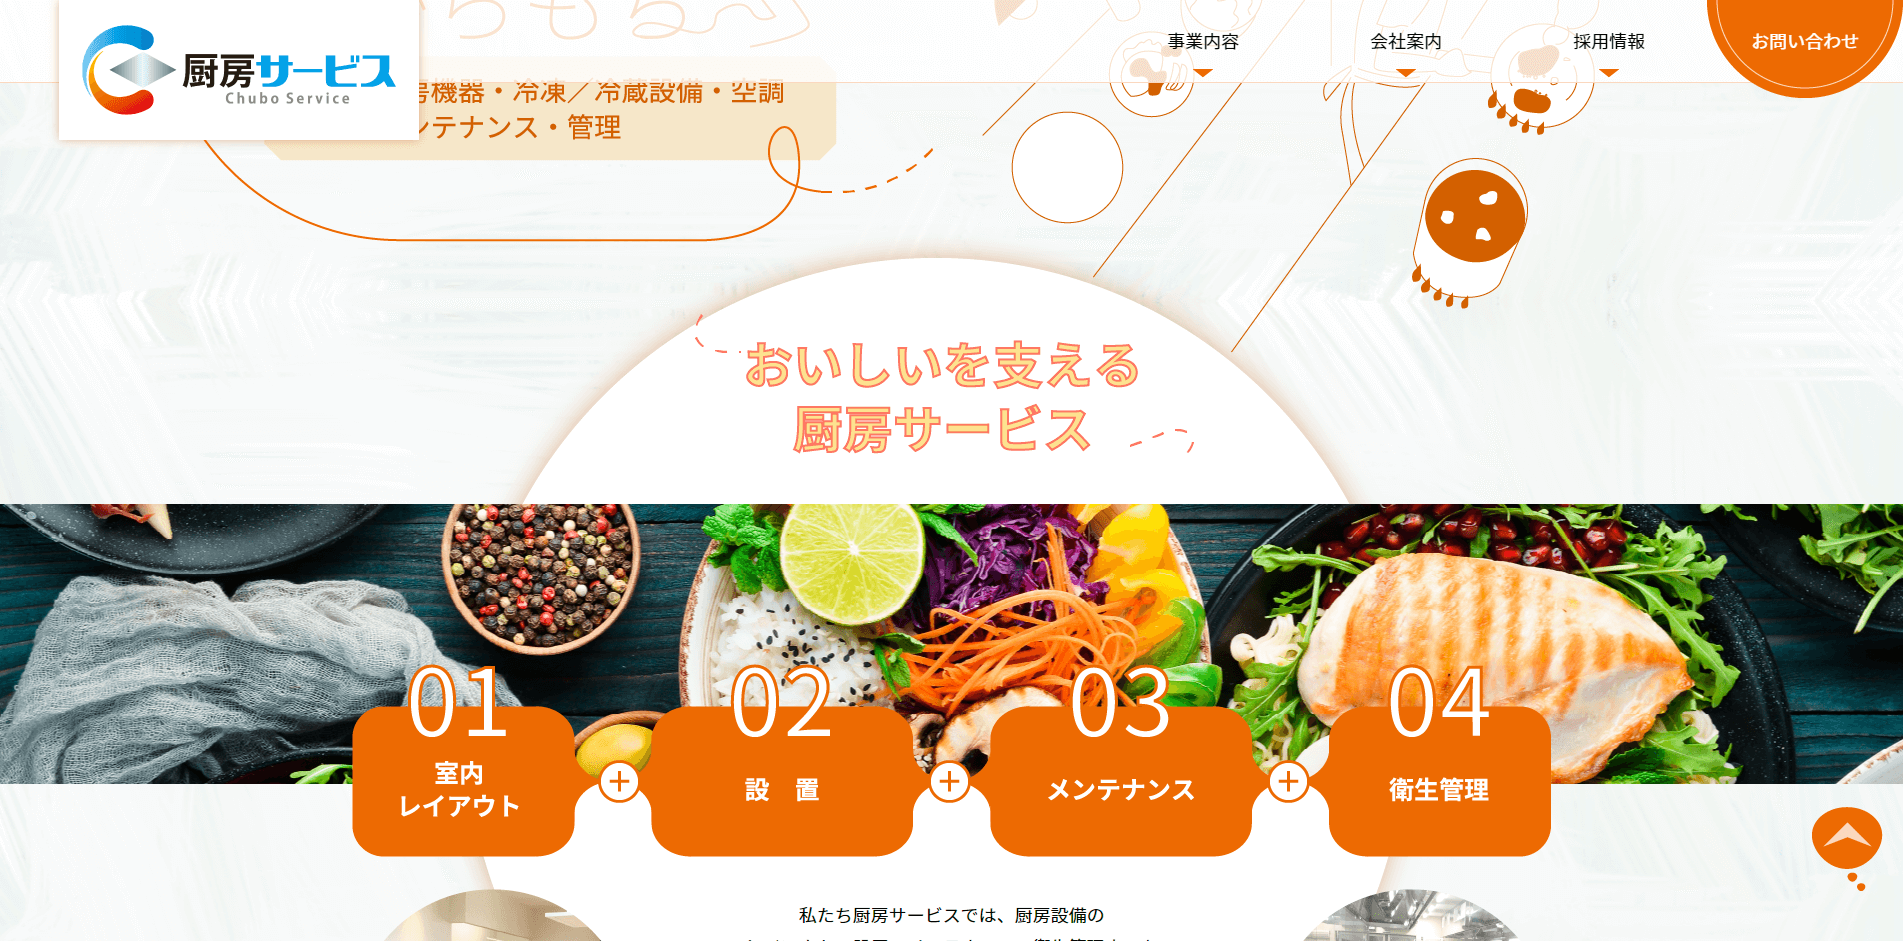 厨房サービス
Chubo Service
事業内容
会社案内
採用情報
お問い合わせ
房機器・冷凍／冷蔵設備・空調
ンテナンス・管理
おいしいを支える
厨房サービス
01
室内
レイアウト
02
設　置
03
メンテナンス
04
衛生管理
私たち厨房サービスでは、厨房設備の